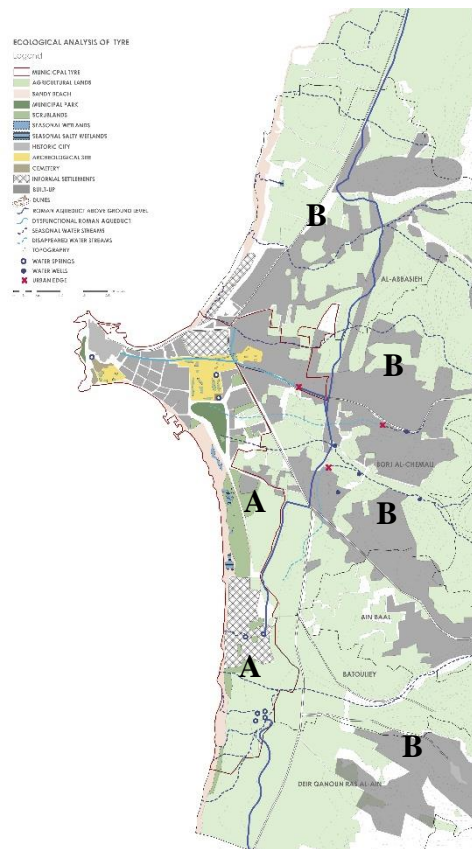 ECOLOGICAL ANALYSIS OF TYRE
Legend
MUNICIPAL TYRE
AGRICULTURAL LANDS
SANDY BEACH
MUNICIPAL PARK
SCRUBLANDS
SEASONAL WETLANDS
SEASONAL SALTY WETLANDS
HISTORIC CITY
ARCHEOLOGICAL SITE
CEMETERY
INFORMAL SETTLEMENTS
BUILT-UP
DUNES
ROMAN AQUEDUCT ABOVE GROUND LEVEL
DYSFUNCTIONAL ROMAN AQUEDUCT
SEASONAL WATER STREAMS
DISAPPEARED WATER STREAMS
TOPOGRAPHY
WATER SPRINGS
WATER WELLS
URBAN EDGE
B
AL-ABBASIEH
B
BORJ AL-CHEMALI
A
B
AIN BAAL
A
BATOULIEY
B
DEIR QANOUN RAS AL-AIN